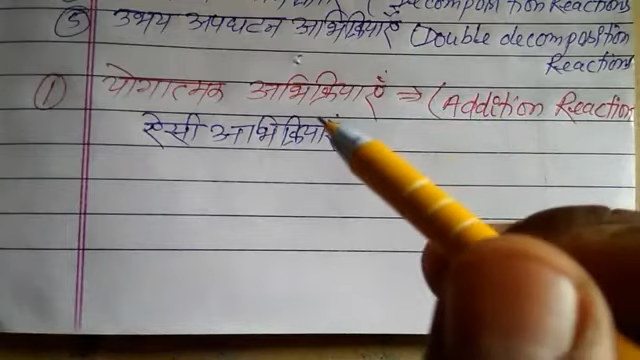 (Decomposition Reactions
⑤ उभय अपघटन अभिक्रियाएँ (Double decomposition
Reactions
① योगात्मक अभिक्रियाएँ ⇒ (Addition Reaction
ऐसी अभिक्रियाएं